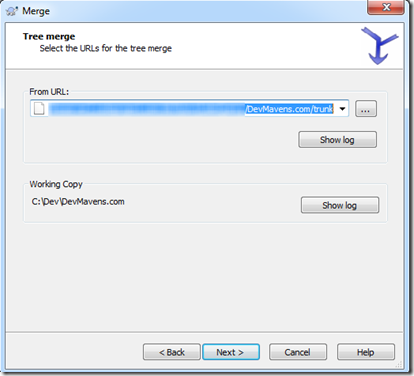 Merge
Tree merge
Select the URLs for the tree merge
From URL:
/DevMavens.com/trunk
...
Show log
Working Copy
C:\Dev\DevMavens.com
Show log
< Back
Next >
Cancel
Help